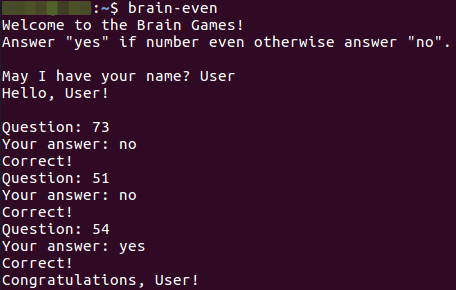 :~$ brain-even
Welcome to the Brain Games!
Answer "yes" if number even otherwise answer "no".
May I have your name? User
Hello, User!
Question: 73
Your answer: no
Correct!
Question: 51
Your answer: no
Correct!
Question: 54
Your answer: yes
Correct!
Congratulations, User!